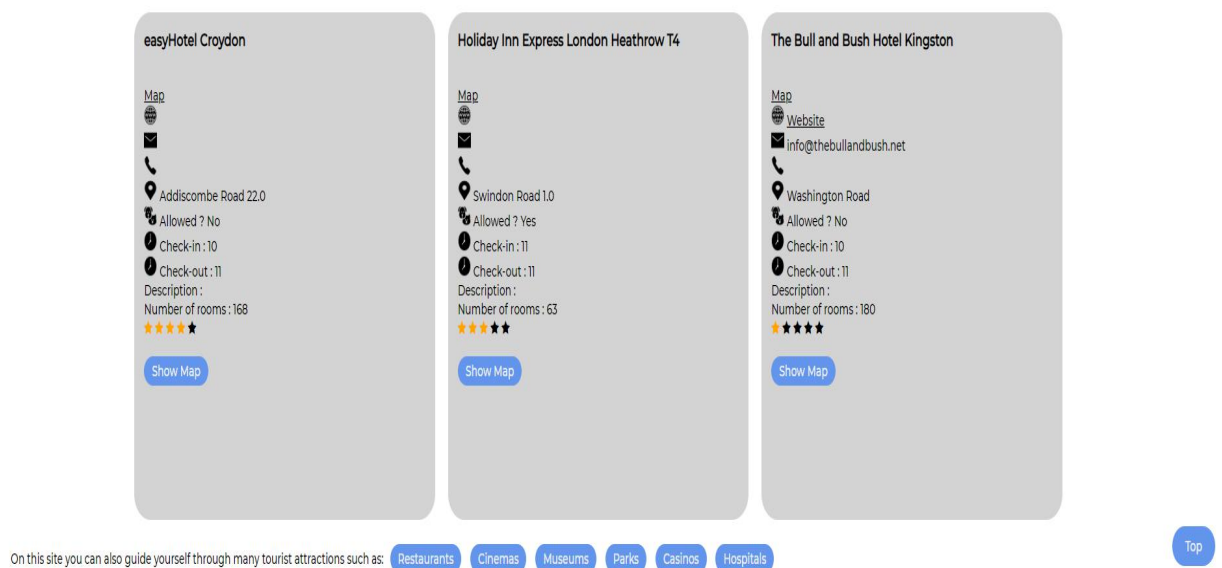 easyHotel Croydon
Map
Addiscombe Road 22.0
Allowed ? No
Check-in : 10
Check-out : 11
Description :
Number of rooms : 168
Show Map
Holiday Inn Express London Heathrow T4
Map
Swindon Road 1.0
Allowed ? Yes
Check-in : 11
Check-out : 11
Description :
Number of rooms : 63
Show Map
The Bull and Bush Hotel Kingston
Map
Website
info@thebullandbush.net
Washington Road
Allowed ? No
Check-in : 10
Check-out : 11
Description :
Number of rooms : 180
Show Map
On this site you can also guide yourself through many tourist attractions such as: Restaurants Cinemas Museums Parks Casinos Hospitals
Top